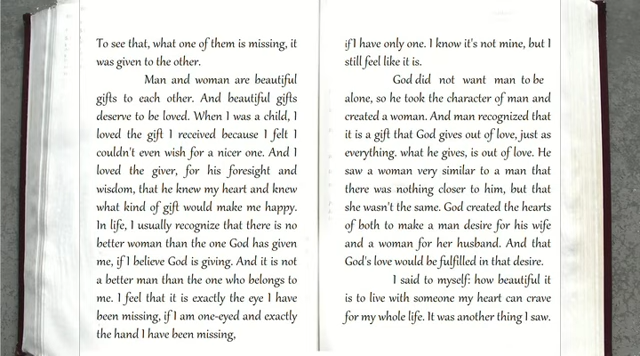 To see that, what one of them is missing, it
was given to the other.
Man and woman are beautiful
gifts to each other. And beautiful gifts
deserve to be loved. When I was a child, I
loved the gift I received because I felt I
couldn't even wish for a nicer one. And I
loved the giver, for his foresight and
wisdom, that he knew my heart and knew
what kind of gift would make me happy.
In life, I usually recognize that there is no
better woman than the one God has given
me, if I believe God is giving. And it is not
a better man than the one who belongs to
me. I feel that it is exactly the eye I have
been missing, if I am one-eyed and exactly
the hand I have been missing,
if I have only one. I know it's not mine, but I
still feel like it is.
God did not want man to be
alone, so he took the character of man and
created a woman. And man recognized that
it is a gift that God gives out of love, just as
everything. what he gives, is out of love. He
saw a woman very similar to a man that
there was nothing closer to him, but that
she wasn't the same. God created the hearts
of both to make a man desire for his wife
and a woman for her husband. And that
God's love would be fulfilled in that desire.
I said to myself: how beautiful it
is to live with someone my heart can crave
for my whole life. It was another thing I saw.